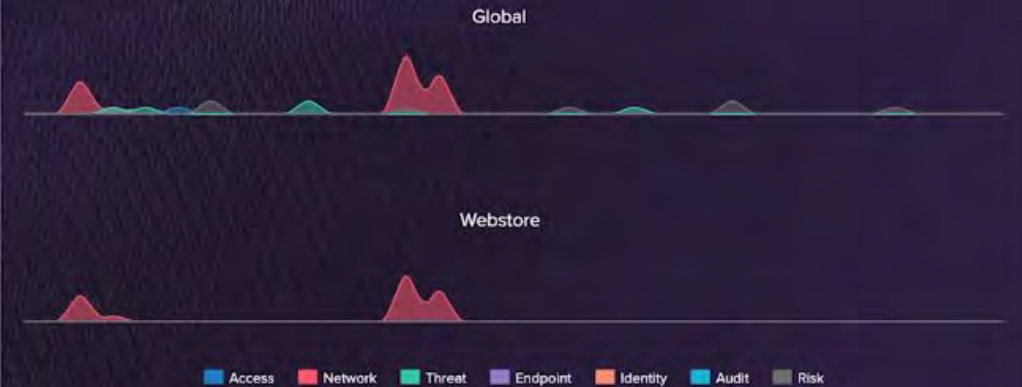 Global
Webstore
Access Network Threat Endpoint Identity Audit Risk